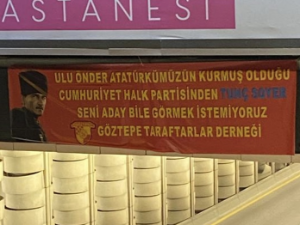 ASTANESİ
ULU ÖNDER ATATÜRKÜMÜZÜN KURMUŞ OLDUĞU
CUMHURİYET HALK PARTİSİNDEN TUNÇ SOYER
SENİ ADAY BİLE GÖRMEK İSTEMİYORUZ
GÖZTEPE TARAFTARLAR DERNEĞİ